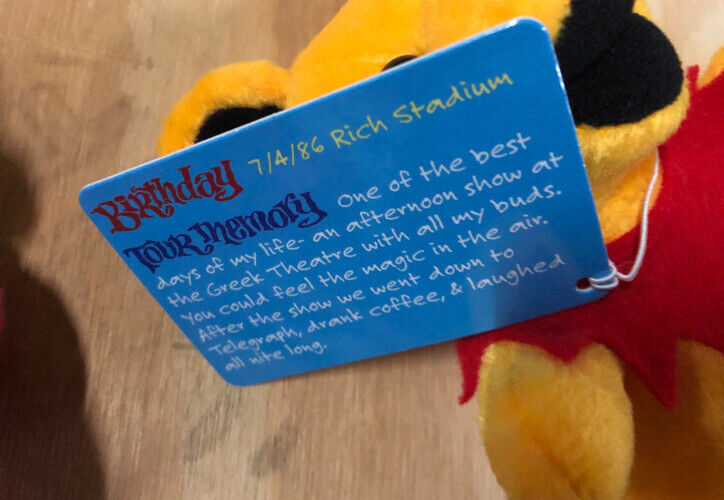 Birthday 7/4/86 Rich Stadium
Tour Memory One of the best
days of my life- an afternoon show at
the Greek Theatre with all my buds.
You could feel the magic in the air.
After the show we went down to
Telegraph, drank coffee, & laughed
all nite long.